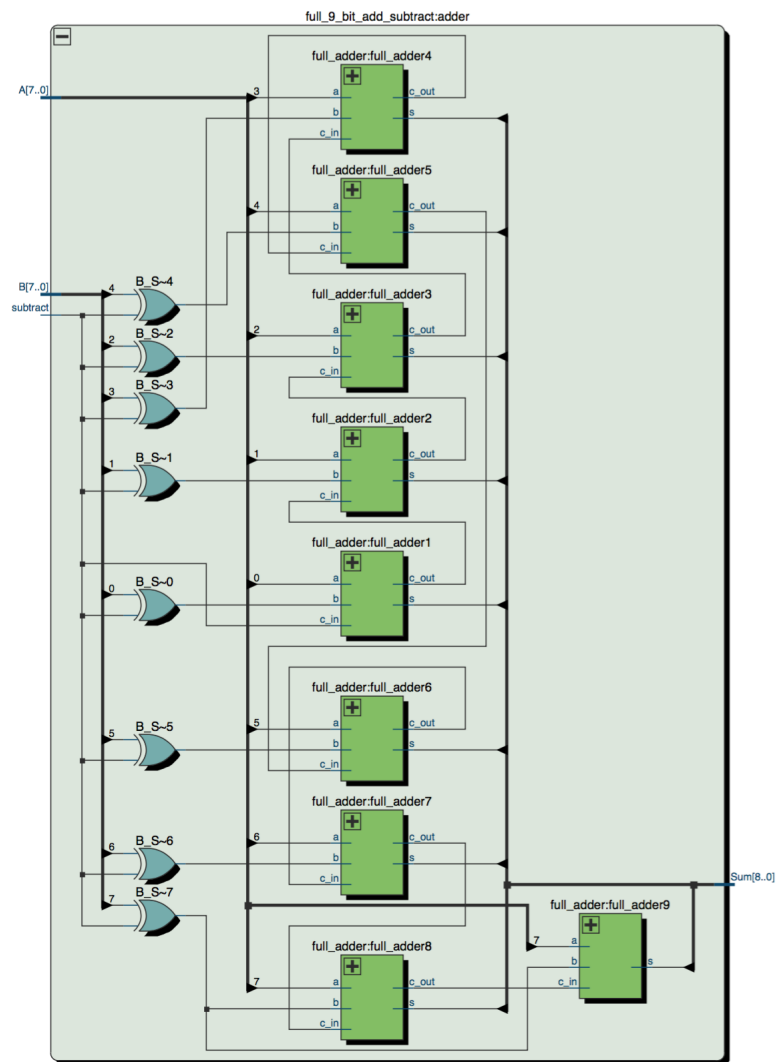 full_9_bit_add_subtract:adder
full_adder:full_adder4
A[7..0]
3
a
c_out
b
s
c_in
full_adder:full_adder5
4
a
c_out
b
s
c_in
B_S~4
B[7..0]
4
subtract
full_adder:full_adder3
B_S~2
2
2
a
c_out
b
s
c_in
B_S~3
3
full_adder:full_adder2
B_S~1
1
1
a
c_out
b
s
c_in
full_adder:full_adder1
B_S~0
0
0
a
c_out
b
s
c_in
full_adder:full_adder6
B_S~5
5
5
a
c_out
b
s
c_in
full_adder:full_adder7
B_S~6
6
6
a
c_out
b
s
c_in
B_S~7
7
Sum[8..0]
full_adder:full_adder9
7
a
b
s
c_in
full_adder:full_adder8
7
a
c_out
b
s
c_in